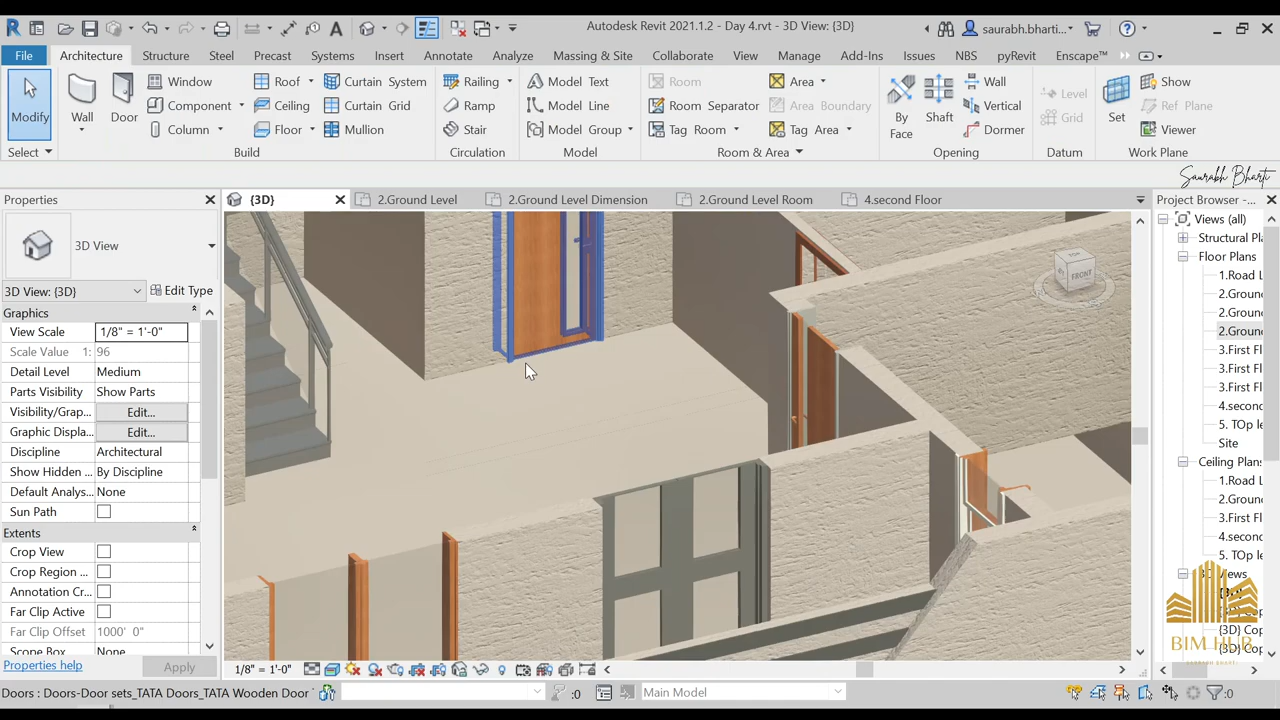 Autodesk Revit 2021.1.2 - Day 4.rvt - 3D View: {3D}
saurabh.bharti...
File Architecture Structure Steel Precast Systems Insert Annotate Analyze Massing & Site Collaborate View Manage Add-Ins Issues NBS pyRevit Enscape™
Modify
Select
Wall
Door
Window
Component
Column
Roof
Ceiling
Floor
Curtain System
Curtain Grid
Mullion
Build
Railing
Ramp
Stair
Circulation
Model Text
Model Line
Model Group
Model
Room
Room Separator
Tag Room
Area
Area Boundary
Tag Area
Room & Area
By Face
Shaft
Wall
Vertical
Dormer
Opening
Level
Grid
Datum
Set
Show
Ref Plane
Viewer
Work Plane
Saurabh Bharti
Properties
{3D} 2.Ground Level 2.Ground Level Dimension 2.Ground Level Room 4.second Floor
Project Browser -...
3D View
3D View: {3D} Edit Type
Graphics
View Scale 1/8" = 1'-0"
Scale Value 1: 96
Detail Level Medium
Parts Visibility Show Parts
Visibility/Grap... Edit...
Graphic Displa... Edit...
Discipline Architectural
Show Hidden ... By Discipline
Default Analys... None
Sun Path
Extents
Crop View
Crop Region ...
Annotation Cr...
Far Clip Active
Far Clip Offset 1000' 0"
Scope Box None
Properties help Apply
TOP
FRONT
Views (all)
Structural Pla
Floor Plans
1.Road L
2.Groun
2.Groun
2.Groun
3.First F
3.First F
3.First F
4.secon
5. TOp le
Site
Ceiling Plans
1.Road L
2.Groun
3.First F
4.secon
5. TOp l
3D Views
{3D} Cop
{3D} Cop
BIM HUB
1/8" = 1'-0"
Doors : Doors-Door sets_TATA Doors_TATA Wooden Door
:0 Main Model :0